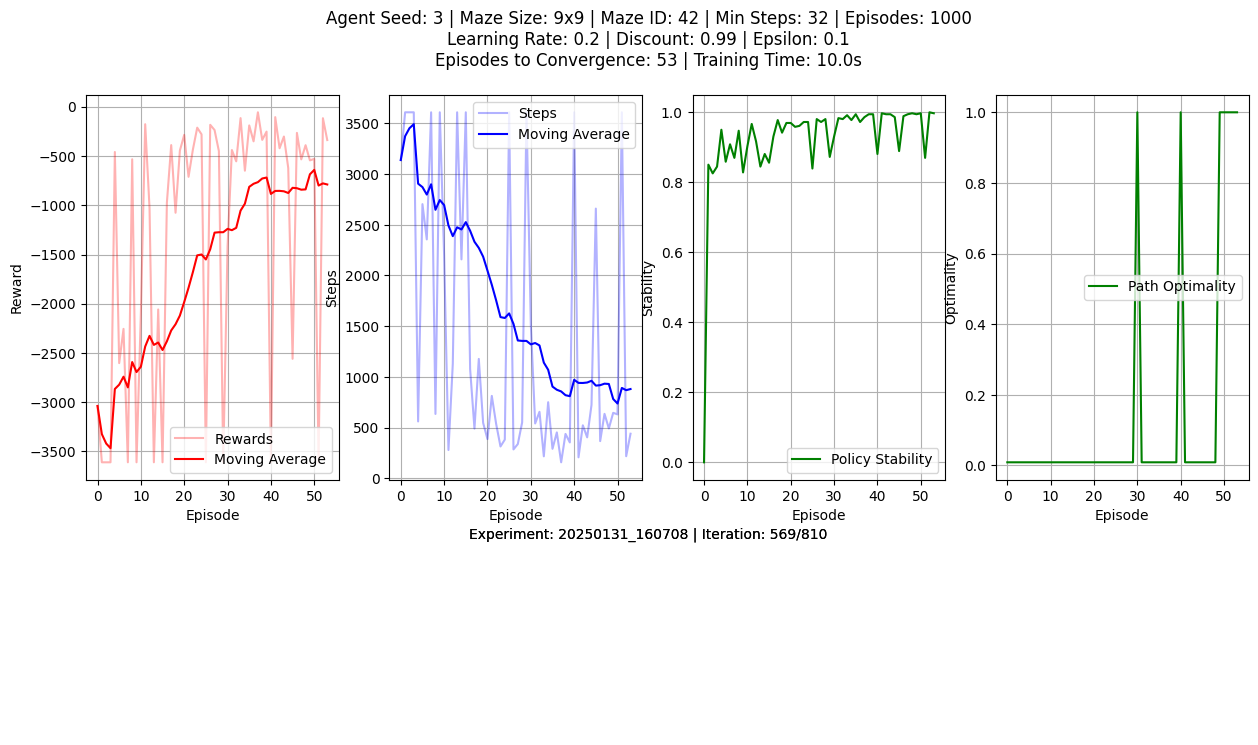 Agent Seed: 3 | Maze Size: 9x9 | Maze ID: 42 | Min Steps: 32 | Episodes: 1000
Learning Rate: 0.2 | Discount: 0.99 | Epsilon: 0.1
Episodes to Convergence: 53 | Training Time: 10.0s
Reward
0
−500
−1000
−1500
−2000
−2500
−3000
−3500
Rewards
Moving Average
0 10 20 30 40 50
Episode
Steps
3500
3000
2500
2000
1500
1000
500
0
Steps
Moving Average
0 10 20 30 40 50
Episode
Stability
1.0
0.8
0.6
0.4
0.2
0.0
Policy Stability
0 10 20 30 40 50
Episode
Optimality
1.0
0.8
0.6
0.4
0.2
0.0
Path Optimality
0 10 20 30 40 50
Episode
Experiment: 20250131_160708 | Iteration: 569/810